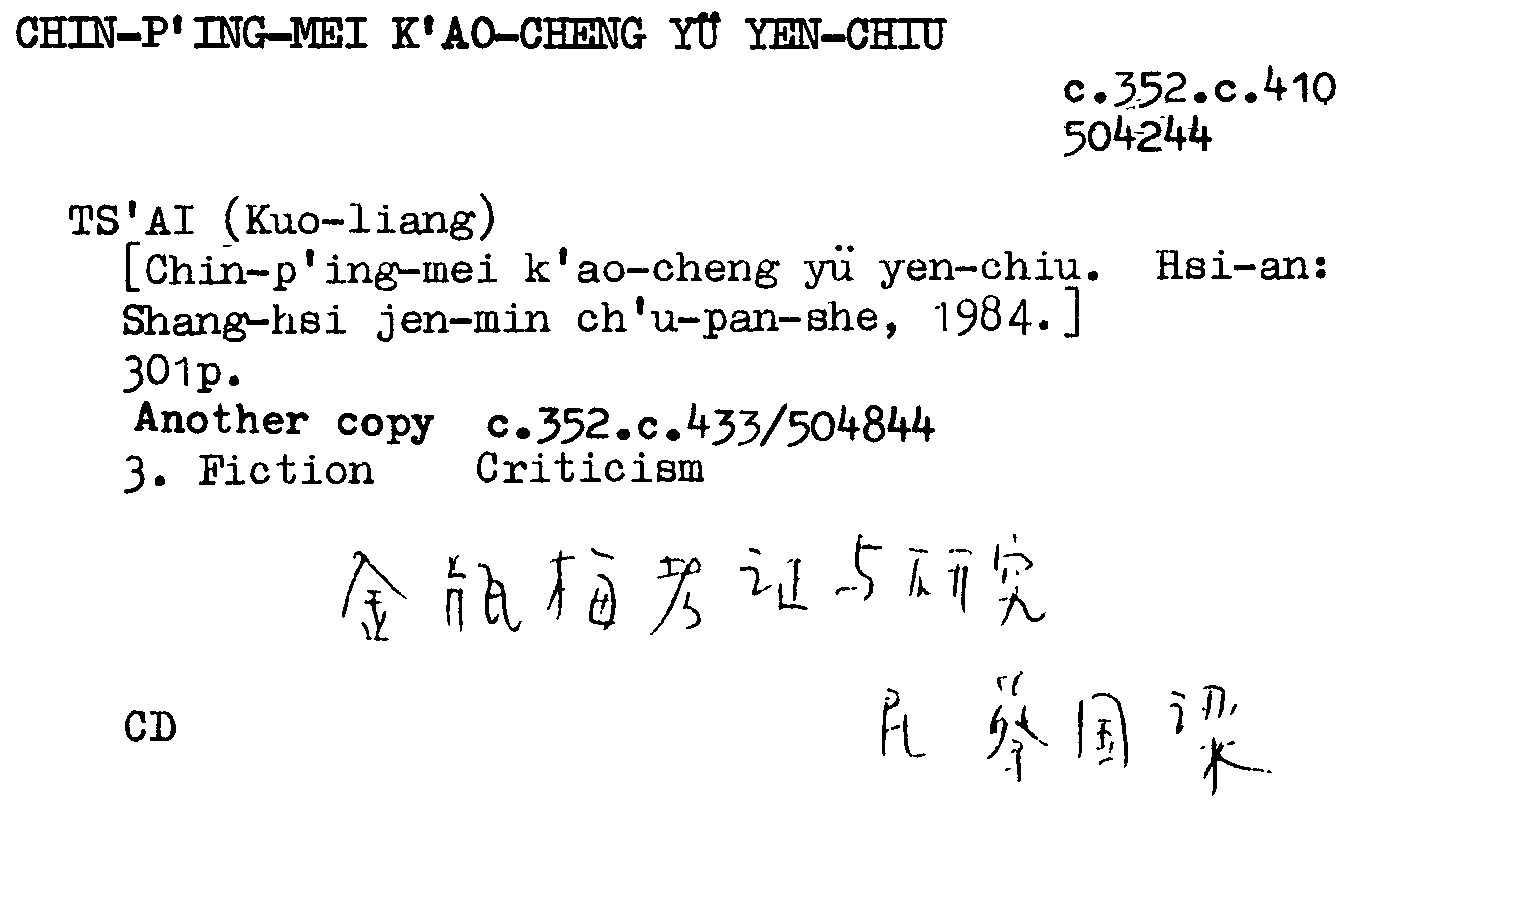 CHIN-P'ING-MEI K'AO-CHENG YÜ YEN-CHIU
c.352.c.410
504244
TS'AI (Kuo-liang)
[Chin-p'ing-mei k'ao-cheng yü yen-chiu. Hsi-an:
Shang-hsi jen-min ch'u-pan-she, 1984.]
301p.
Another copy c.352.c.433/504844
3. Fiction Criticism
金瓶梅考证与研究
CD
民 蔡国梁